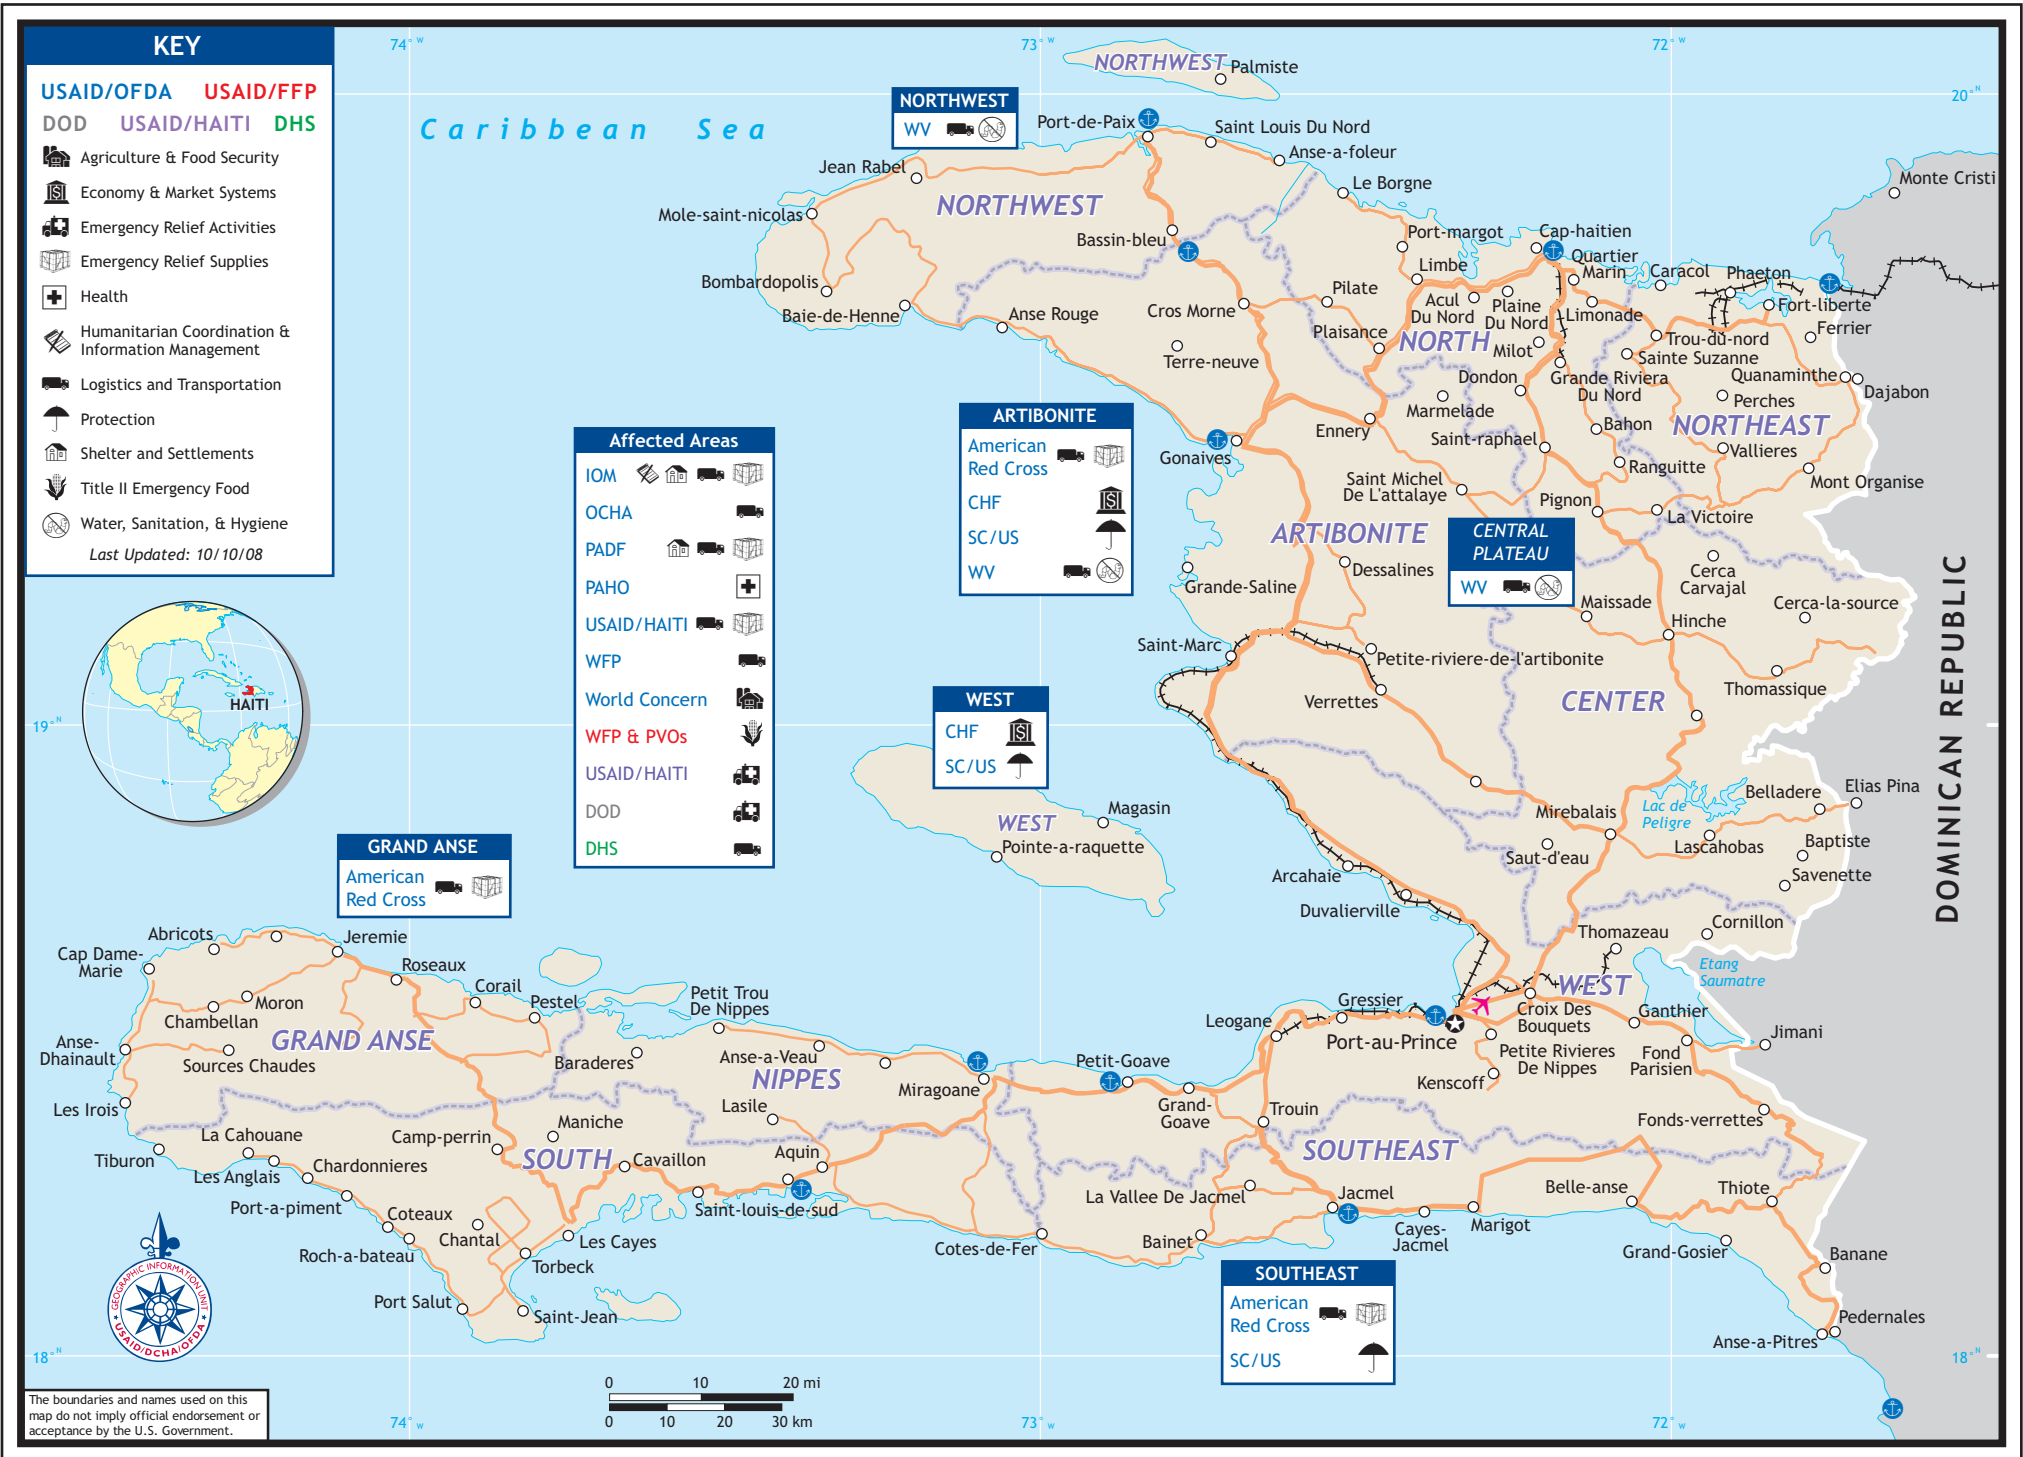 KEY
USAID/OFDA USAID/FFP
DOD USAID/HAITI DHS
Agriculture & Food Security
Economy & Market Systems
Emergency Relief Activities
Emergency Relief Supplies
Health
Humanitarian Coordination &
Information Management
Logistics and Transportation
Protection
Shelter and Settlements
Title II Emergency Food
Water, Sanitation, & Hygiene
Last Updated: 10/10/08
74° W
73° W
72° W
20° N
19° N
18° N
18° N
74° W
73° W
72° W
Caribbean Sea
HAITI
DOMINICAN REPUBLIC
NORTHWEST
WV
Affected Areas
IOM
OCHA
PADF
PAHO
USAID/HAITI
WFP
World Concern
WFP & PVOs
USAID/HAITI
DOD
DHS
ARTIBONITE
American
Red Cross
CHF
SC/US
WV
CENTRAL
PLATEAU
WV
WEST
CHF
SC/US
GRAND ANSE
American
Red Cross
SOUTHEAST
American
Red Cross
SC/US
NORTHWEST
Palmiste
Port-de-Paix
Saint Louis Du Nord
Anse-a-foleur
Jean Rabel
Le Borgne
Monte Cristi
NORTHWEST
Mole-saint-nicolas
Bassin-bleu
Port-margot
Cap-haitien
Quartier
Marin
Limbe
Caracol
Phaeton
Bombardopolis
Pilate
Acul
Du Nord
Plaine
Du Nord
Limonade
Fort-liberte
Baie-de-Henne
Anse Rouge
Cros Morne
Ferrier
Plaisance
NORTH
Milot
Trou-du-nord
Sainte Suzanne
Terre-neuve
Dondon
Grande Riviera
Du Nord
Quanaminthe
Dajabon
Marmelade
Perches
Ennery
Saint-raphael
Bahon
NORTHEAST
Gonaives
Vallieres
Ranguitte
Saint Michel
De L'attalaye
Mont Organise
Pignon
La Victoire
ARTIBONITE
Dessalines
Cerca
Carvajal
Grande-Saline
Maissade
Cerca-la-source
Hinche
Saint-Marc
Petite-riviere-de-l'artibonite
Verrettes
Thomassique
CENTER
Lac de
Peligre
Belladere
Elias Pina
Mirebalais
Magasin
WEST
Pointe-a-raquette
Saut-d'eau
Lascahobas
Baptiste
Arcahaie
Savenette
Duvalierville
Cornillon
Thomazeau
Etang
Saumatre
WEST
Gressier
Croix Des
Bouquets
Ganthier
Leogane
Port-au-Prince
Jimani
Petite Rivieres
De Nippes
Fond
Parisien
Kenscoff
Petit-Goave
Grand-
Goave
Trouin
Fonds-verrettes
SOUTHEAST
La Vallee De Jacmel
Jacmel
Belle-anse
Thiote
Cayes-
Jacmel
Marigot
Bainet
Grand-Gosier
Banane
Pedernales
Anse-a-Pitres
Abricots
Jeremie
Cap Dame-
Marie
Roseaux
Corail
Moron
Pestel
Petit Trou
De Nippes
Chambellan
GRAND ANSE
Anse-
Dhainault
Sources Chaudes
Baraderes
Anse-a-Veau
NIPPES
Miragoane
Les Irois
Lasile
Maniche
La Cahouane
Camp-perrin
Tiburon
SOUTH
Cavaillon
Aquin
Les Anglais
Chardonnieres
Port-a-piment
Saint-louis-de-sud
Coteaux
Chantal
Les Cayes
Cotes-de-Fer
Roch-a-bateau
Torbeck
Port Salut
Saint-Jean
GEOGRAPHIC INFORMATION UNIT
USAID/DCHA/OFDA
0 10 20 mi
0 10 20 30 km
The boundaries and names used on this
map do not imply official endorsement or
acceptance by the U.S. Government.